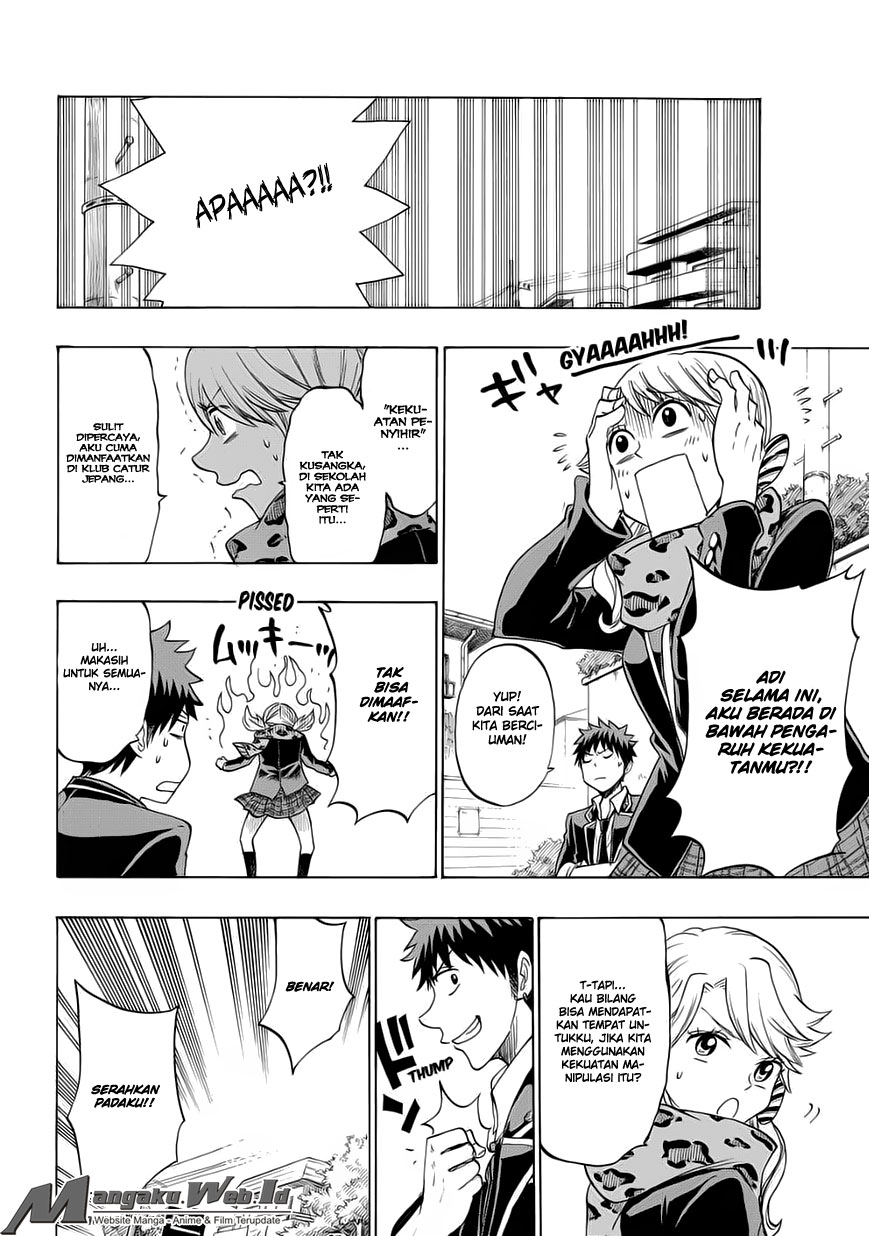 APAAAAA?!!
GYAAAAHHH!
ギャ
ADI
SELAMA INI,
AKU BERADA DI
BAWAH PENGA-
RUH KEKUA-
TANMU?!!
YUP!
DARI SAAT
KITA BERCI-
UMAN!
"KEKU-
ATAN PE-
NYIHIR"
...
TAK
KUSANGKA,
DI SEKOLAH
KITA ADA
YANG SE-
PERTI
ITU...
SULIT
DIPERCAYA,
AKU CUMA
DIMANFAATKAN
DI KLUB CATUR
JEPANG...
PISSED
ムッキーッ
TAK
BISA
DIMAAF-
KAN!!
UH...
MAKASIH
UNTUK SEMUA-
NYA...
T-TAPI...
KAU BILANG
BISA MENDAPAT-
KAN TEMPAT UN-
TUKKU, JIKA KITA
MENGGUNAKAN
KEKUATAN MA-
NIPULASI ITU?
THUMP
ドン
BENAR!
SERAHKAN
PADAKU!!
Mangaku.Web.Id
Website Manga - Anime & Film Terupdate